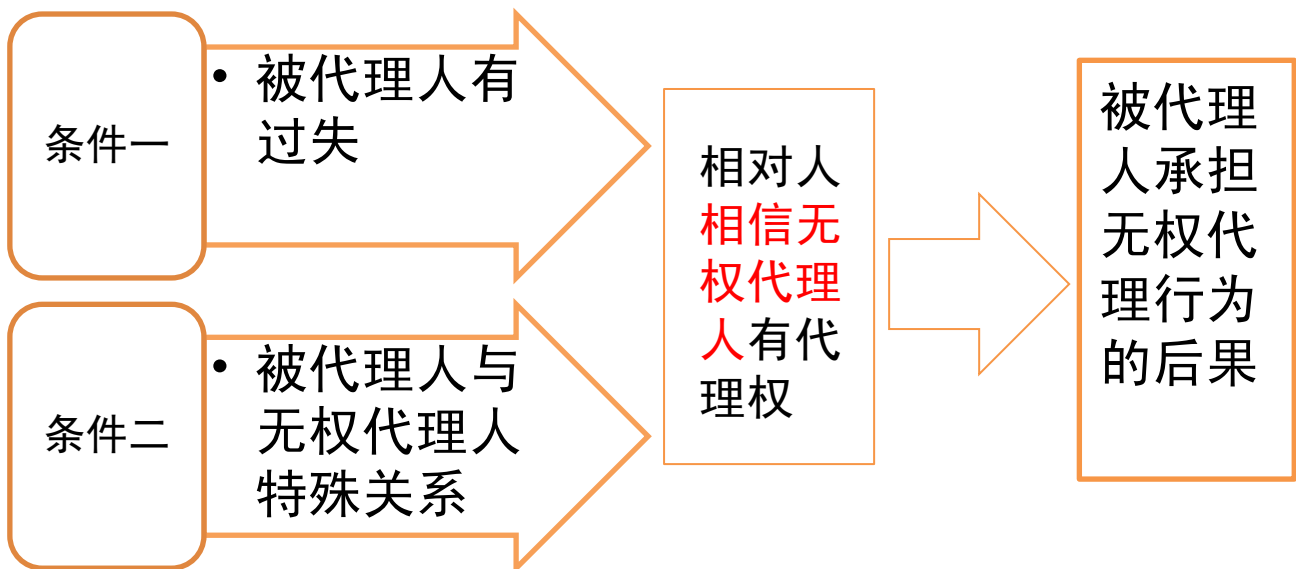 条件一
• 被代理人有
过失
条件二
• 被代理人与
无权代理人
特殊关系
相对人
相信无
权代理
人有代
理权
被代理
人承担
无权代
理行为
的后果